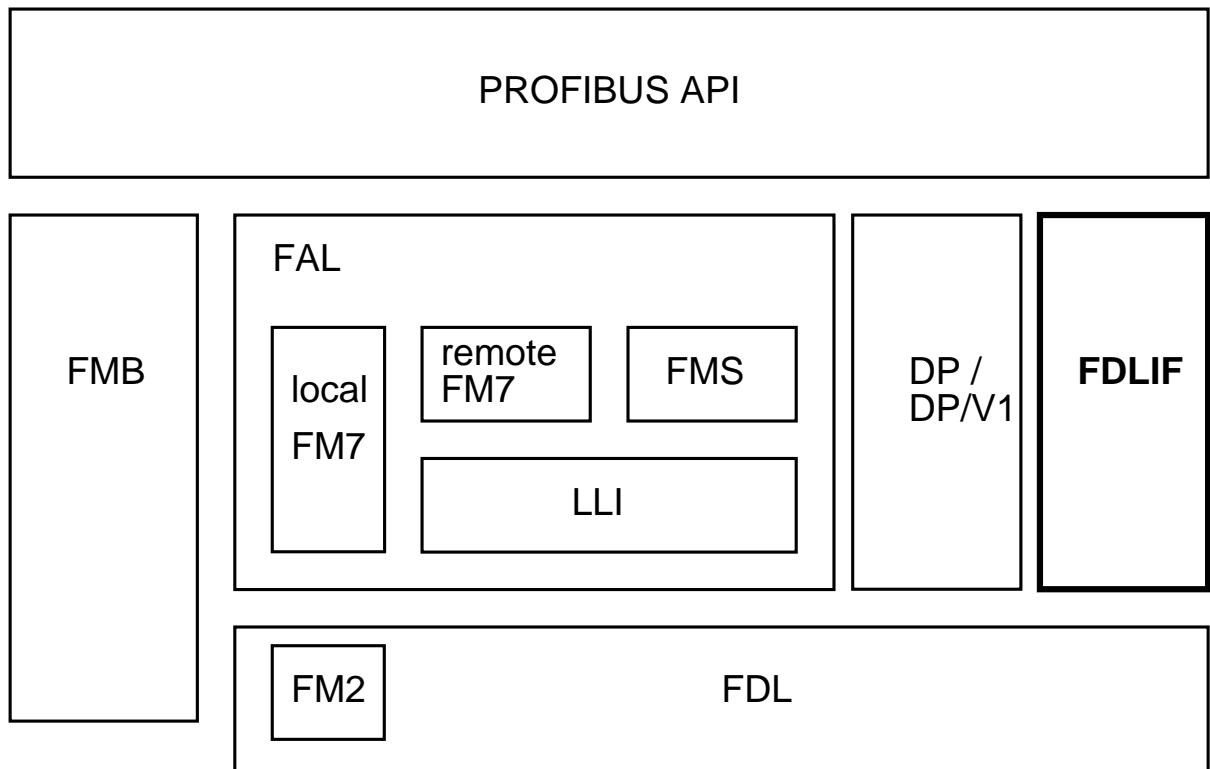 PROFIBUS API
FMB
FAL
local
FM7
remote
FM7
FMS
LLI
DP /
DP/V1
FDLIF
FM2
FDL